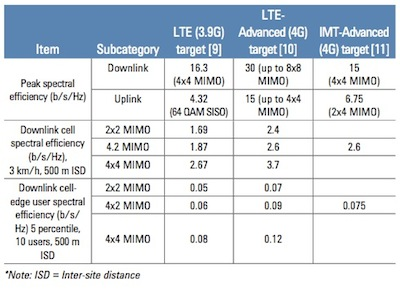 Item Subcategory LTE (3.9G) target [9] LTE-Advanced (4G) target [10] IMT-Advanced (4G) target [11]
Peak spectral efficiency (b/s/Hz) Downlink 16.3 (4x4 MIMO) 30 (up to 8x8 MIMO) 15 (4x4 MIMO)
Uplink 4.32 (64 QAM SISO) 15 (up to 4x4 MIMO) 6.75 (2x4 MIMO)
Downlink cell spectral efficiency (b/s/Hz), 3 km/h, 500 m ISD 2x2 MIMO 1.69 2.4
4.2 MIMO 1.87 2.6 2.6
4x4 MIMO 2.67 3.7
Downlink cell-edge user spectral efficiency (b/s/Hz) 5 percentile, 10 users, 500 m ISD 2x2 MIMO 0.05 0.07
4x2 MIMO 0.06 0.09 0.075
4x4 MIMO 0.08 0.12
*Note: ISD = Inter-site distance